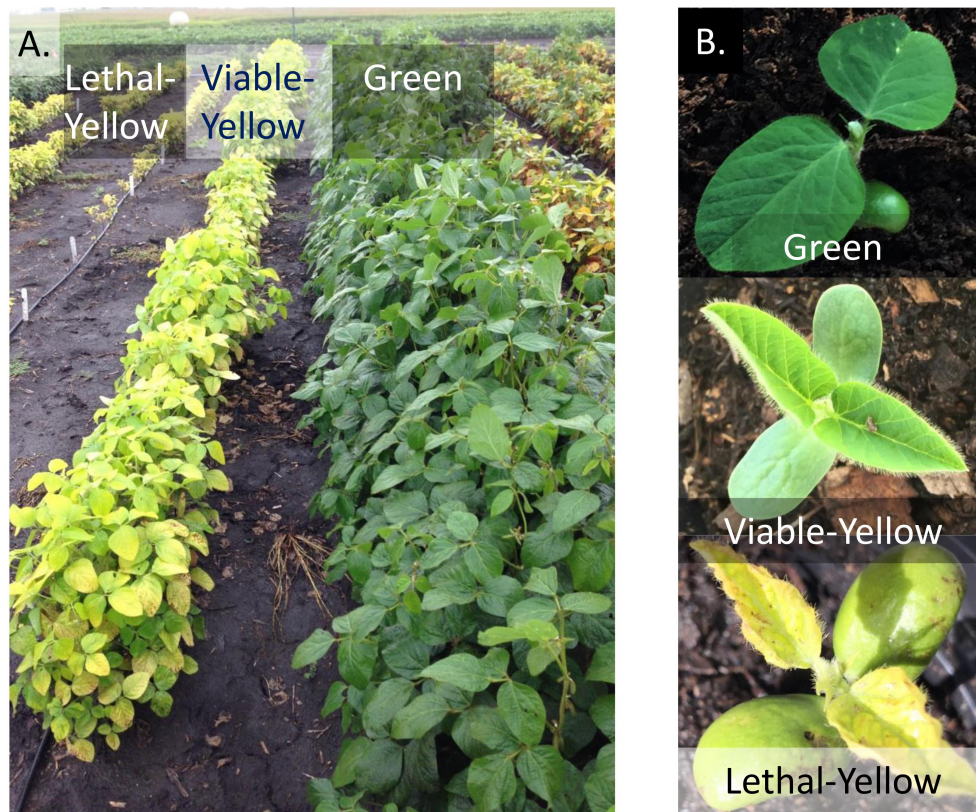 A.
Lethal-
Yellow
Viable-
Yellow
Green
B.
Green
Viable-Yellow
Lethal-Yellow